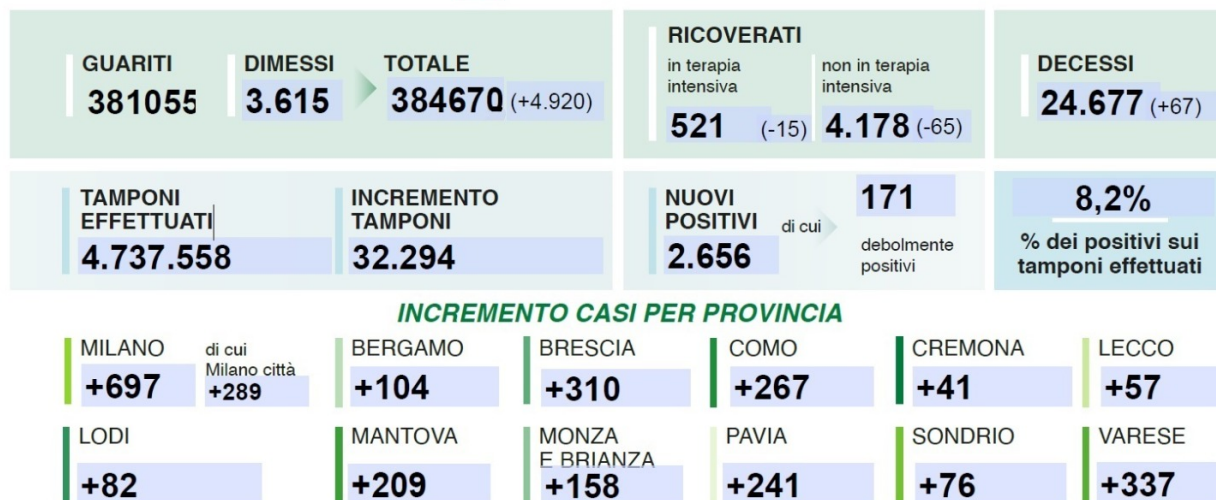 GUARITI
381055
DIMESSI
3.615
TOTALE
384670 (+4.920)
RICOVERATI
in terapia
intensiva
521 (-15)
non in terapia
intensiva
4.178 (-65)
DECESSI
24.677 (+67)
TAMPONI
EFFETTUATI
4.737.558
INCREMENTO
TAMPONI
32.294
NUOVI
POSITIVI
2.656
di cui
171
debolmente
positivi
8,2%
% dei positivi sui
tamponi effettuati
INCREMENTO CASI PER PROVINCIA
MILANO
+697
di cui
Milano città
+289
BERGAMO
+104
BRESCIA
+310
COMO
+267
CREMONA
+41
LECCO
+57
LODI
+82
MANTOVA
+209
MONZA
E BRIANZA
+158
PAVIA
+241
SONDRIO
+76
VARESE
+337